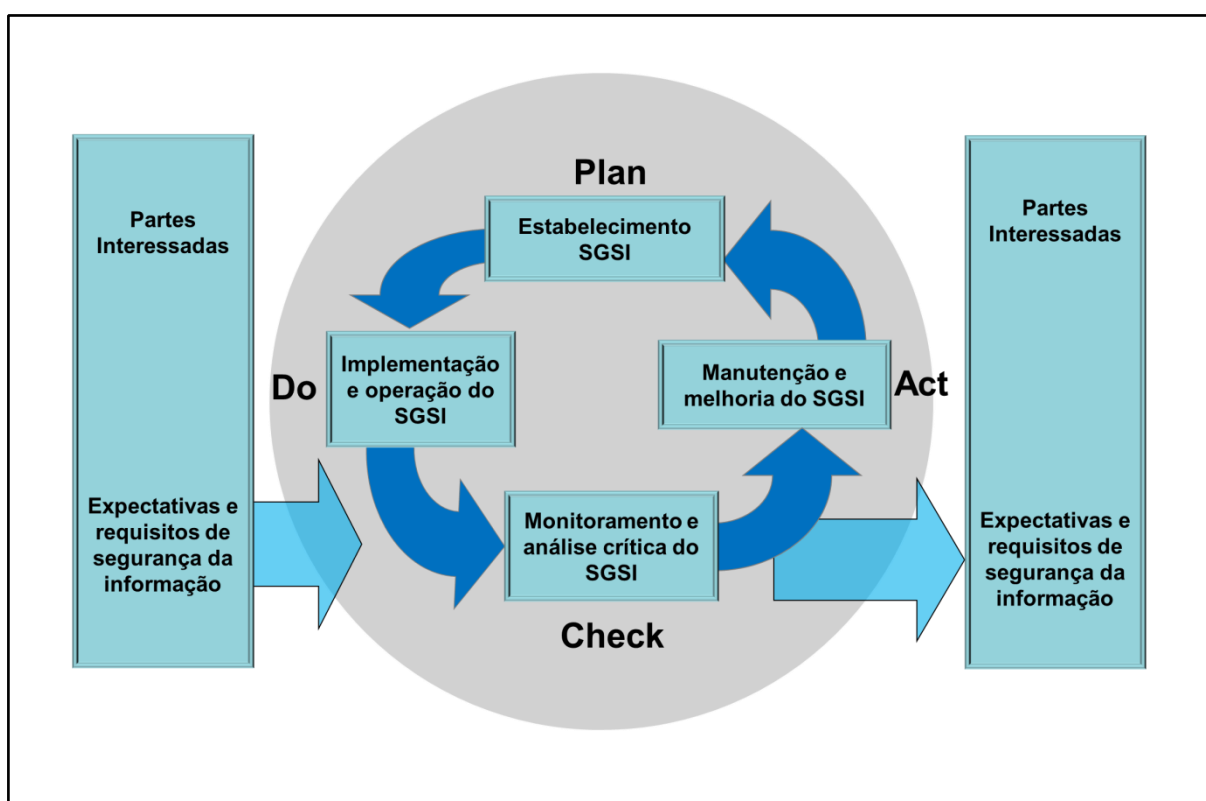 Partes
Interessadas
Expectativas e
requisitos de
segurança da
informação
Plan
Estabelecimento
SGSI
Do
Implementação
e operação do
SGSI
Manutenção e
melhoria do SGSI
Act
Monitoramento e
análise crítica do
SGSI
Check
Partes
Interessadas
Expectativas e
requisitos de
segurança da
informação